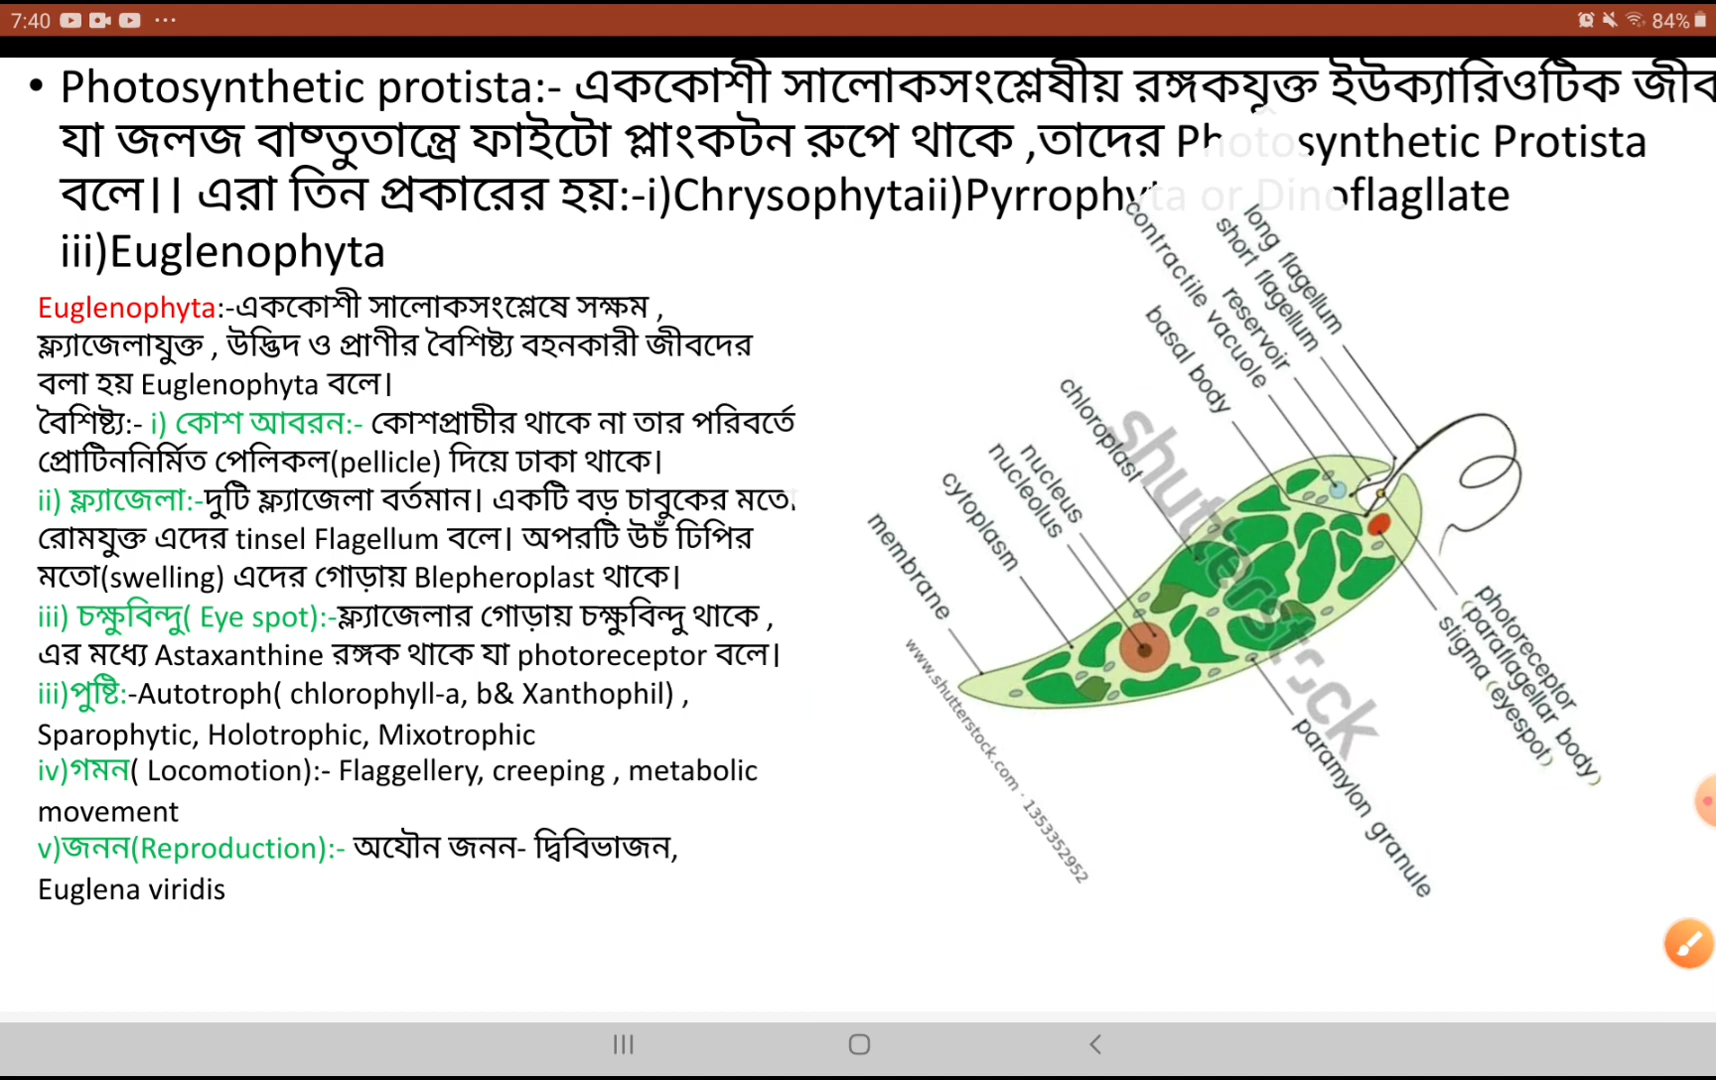 7:40
84%
• Photosynthetic protista:- এককোশী সালোকসংশ্লেষীয় রঙ্গকযুক্ত ইউক্যারিওটিক জীব
যা জলজ বাষ্তুতান্ত্রে ফাইটো প্লাংকটন রুপে থাকে ,তাদের Photosynthetic Protista
বলে।। এরা তিন প্রকারের হয়:-i)Chrysophytaii)Pyrrophyta or Dinoflagllate
iii)Euglenophyta
Euglenophyta:-এককোশী সালোকসংশ্লেষে সক্ষম ,
ফ্ল্যাজেলাযুক্ত , উদ্ভিদ ও প্রাণীর বৈশিষ্ট্য বহনকারী জীবদের
বলা হয় Euglenophyta বলে।
বৈশিষ্ট্য:- i) কোশ আবরন:- কোশপ্রাচীর থাকে না তার পরিবর্তে
প্রোটিননির্মিত পেলিকল(pellicle) দিয়ে ঢাকা থাকে।
ii) ফ্ল্যাজেলা:-দুটি ফ্ল্যাজেলা বর্তমান। একটি বড় চাবুকের মতো
রোমযুক্ত এদের tinsel Flagellum বলে। অপরটি উচঁ ঢিপির
মতো(swelling) এদের গোড়ায় Blepheroplast থাকে।
iii) চক্ষুবিন্দু( Eye spot):-ফ্ল্যাজেলার গোড়ায় চক্ষুবিন্দু থাকে ,
এর মধ্যে Astaxanthine রঙ্গক থাকে যা photoreceptor বলে।
iii)পুষ্টি:-Autotroph( chlorophyll-a, b& Xanthophil) ,
Sparophytic, Holotrophic, Mixotrophic
iv)গমন( Locomotion):- Flaggellery, creeping , metabolic
movement
v)জনন(Reproduction):- অযৌন জনন- দ্বিবিভাজন,
Euglena viridis
long flagellum
short flagellum
reservoir
contractile vacuole
basal body
chloroplast
nucleus
nucleolus
cytoplasm
membrane
photoreceptor
(paraflagellar body)
stigma (eyespot)
paramylon granule
shutterstock
www.shutterstock.com · 1353352952